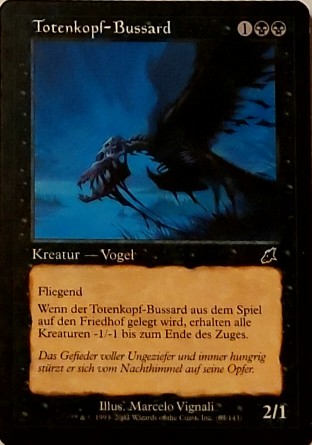 Totenkopf-Bussard 1
Kreatur — Vogel
Fliegend
Wenn der Totenkopf-Bussard aus dem Spiel
auf den Friedhof gelegt wird, erhalten alle
Kreaturen -1/-1 bis zum Ende des Zuges.
Das Gefieder voller Ungeziefer und immer hungrig
stürzt er sich vom Nachthimmel auf seine Opfer.
Illus. Marcelo Vignali
2/1